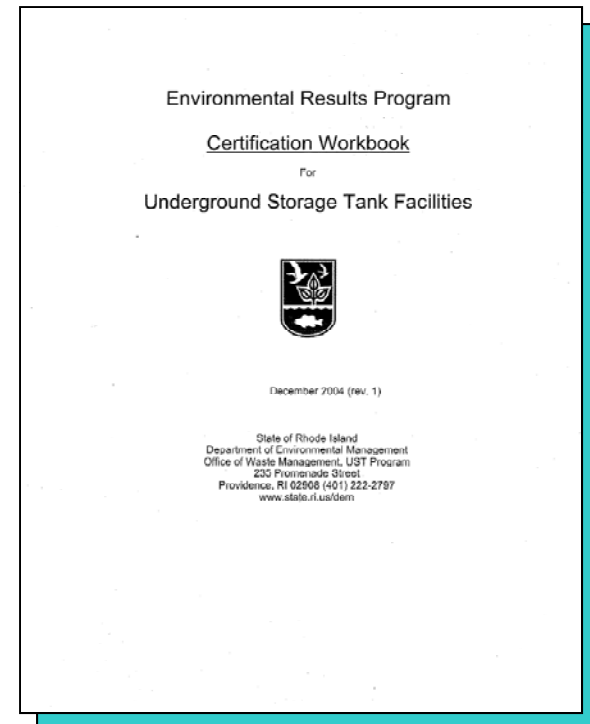 Environmental Results Program
Certification Workbook
For
Underground Storage Tank Facilities
December 2004 (rev. 1)
State of Rhode Island
Department of Environmental Management
Office of Waste Management, UST Program
235 Promenade Street
Providence, RI 02908 (401) 222-2797
www.state.ri.us/dem